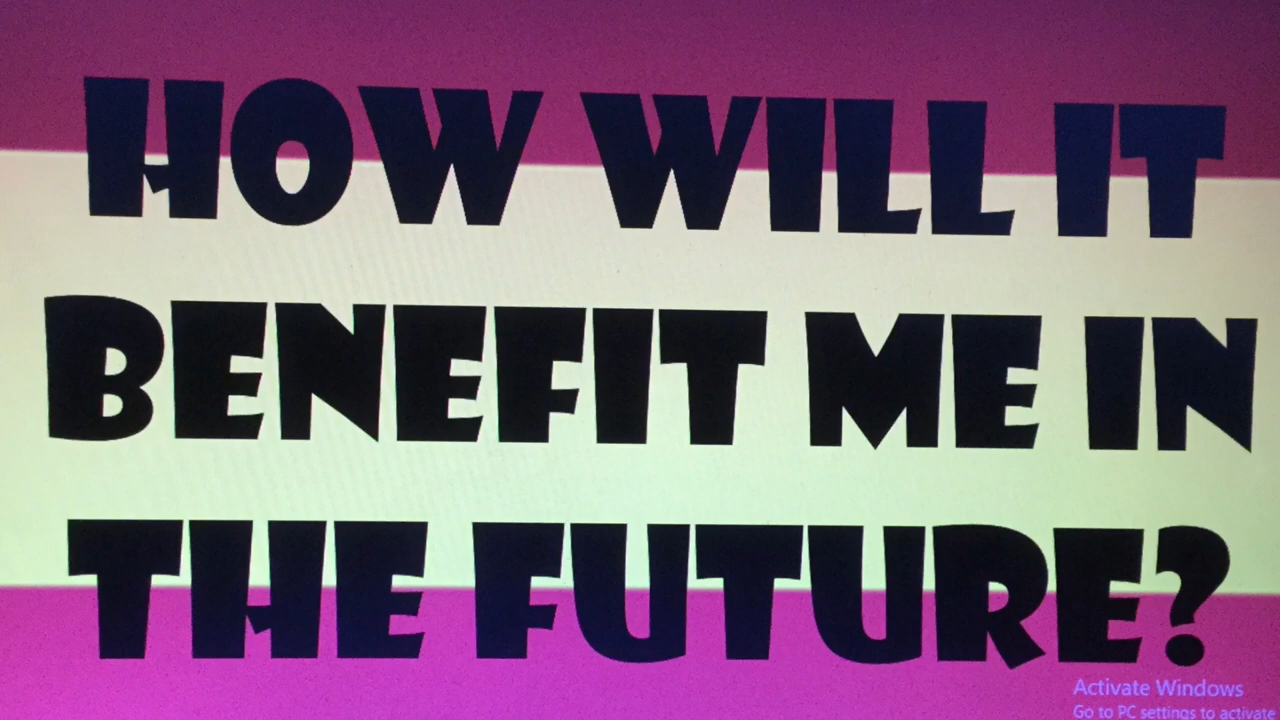 HOW WILL IT
BENEFIT ME IN
THE FUTURE?
Activate Windows
Go to PC settings to activate